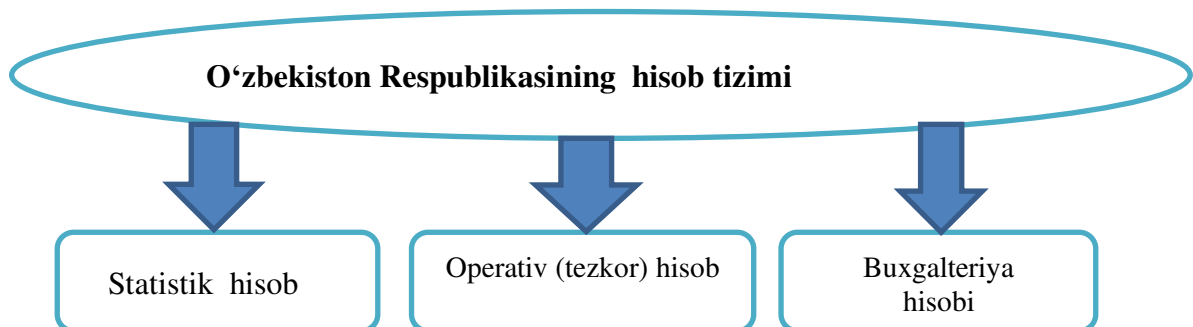 O‘zbekiston Respublikasining hisob tizimi
Statistik hisob
Operativ (tezkor) hisob
Buxgalteriya
hisobi